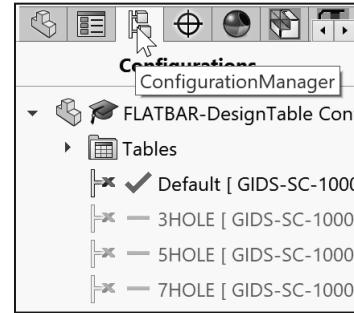 Configurations
ConfigurationManager
FLATBAR-DesignTable Con
Tables
Default [ GIDS-SC-1000
3HOLE [ GIDS-SC-1000
5HOLE [ GIDS-SC-1000
7HOLE [ GIDS-SC-1000